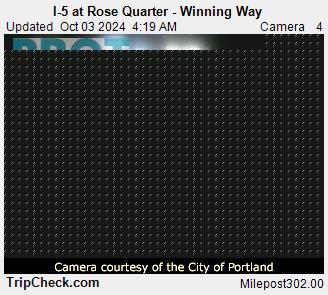 I-5 at Rose Quarter - Winning Way
Updated Oct 03 2024 4:19 AM Camera 4
PROT
Camera courtesy of the City of Portland
TripCheck.com Milepost302.00